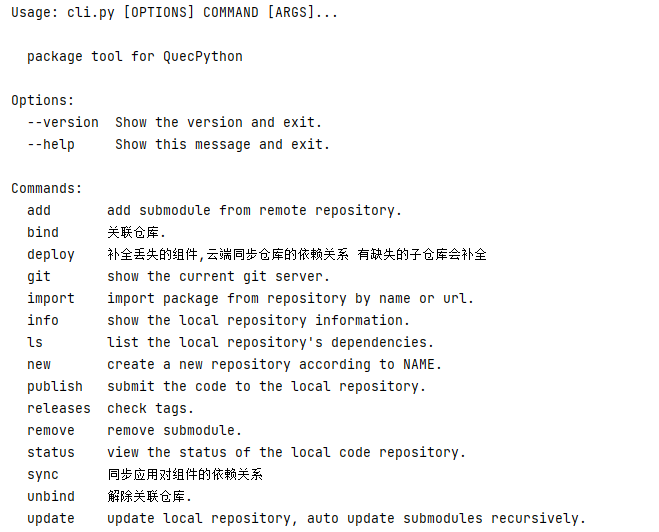 Usage: cli.py [OPTIONS] COMMAND [ARGS]...
package tool for QuecPython
Options:
--version  Show the version and exit.
--help     Show this message and exit.
Commands:
add       add submodule from remote repository.
bind      关联仓库.
deploy    补全丢失的组件,云端同步仓库的依赖关系 有缺失的子仓库会补全
git       show the current git server.
import    import package from repository by name or url.
info      show the local repository information.
ls        list the local repository's dependencies.
new       create a new repository according to NAME.
publish   submit the code to the local repository.
releases  check tags.
remove    remove submodule.
status    view the status of the local code repository.
sync      同步应用对组件的依赖关系
unbind    解除关联仓库.
update    update local repository, auto update submodules recursively.